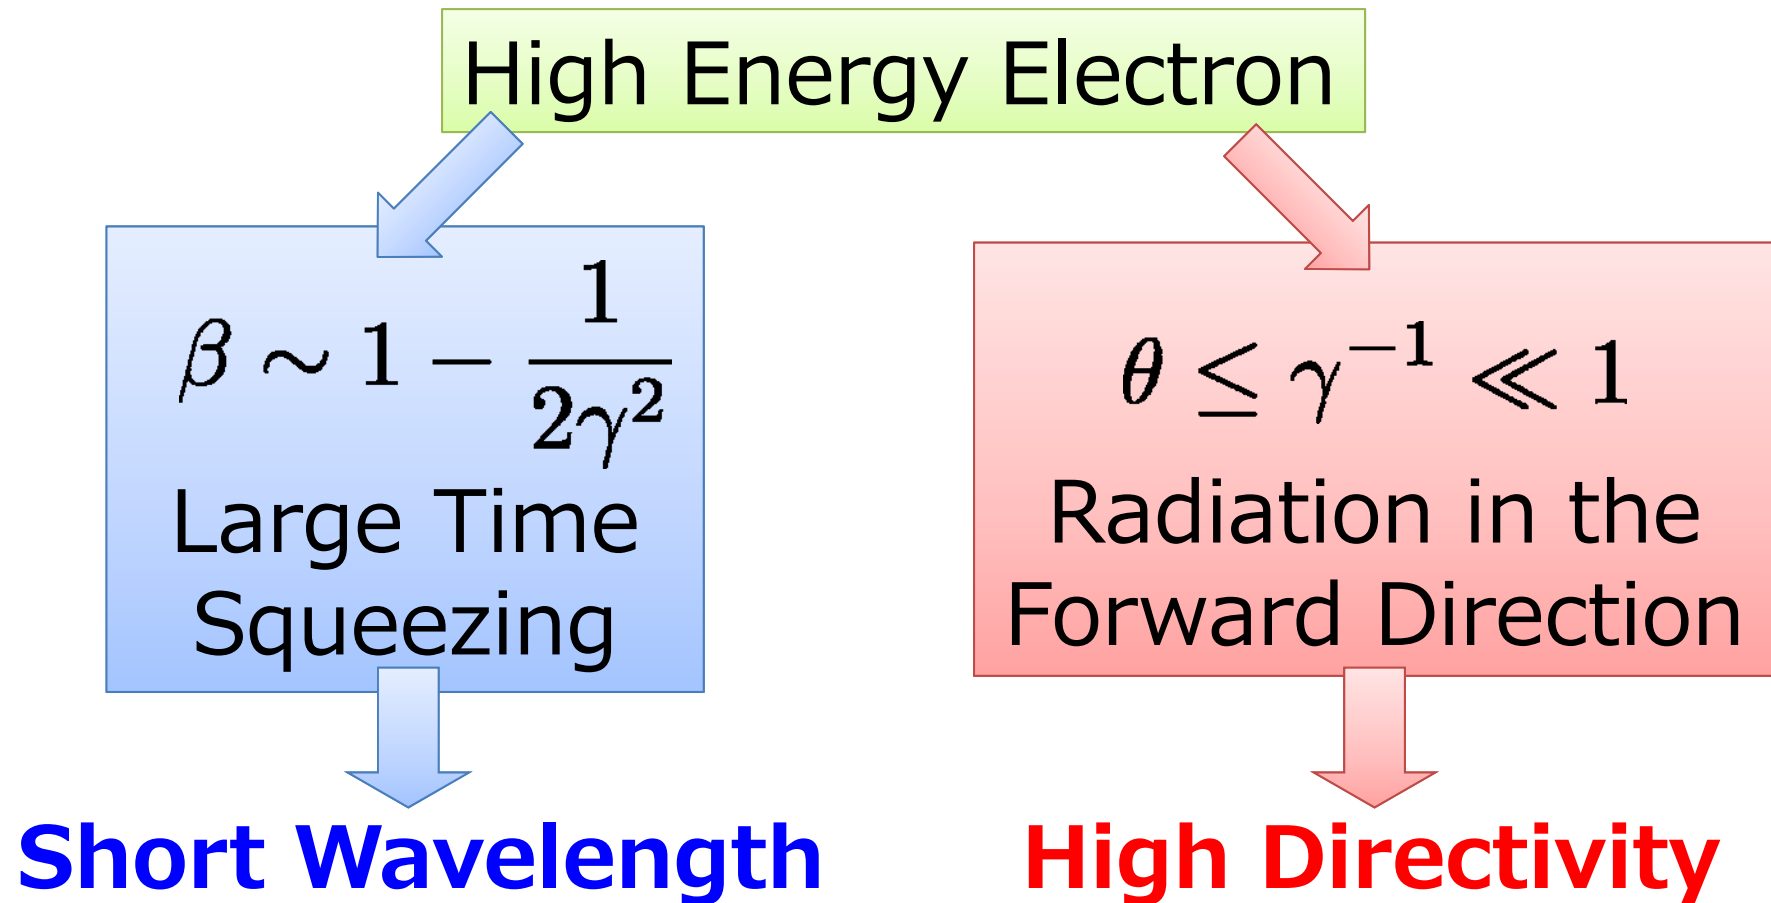 High Energy Electron
β ∼ 1 − 1/(2γ²)
Large Time
Squeezing
θ ≤ γ⁻¹ ≪ 1
Radiation in the
Forward Direction
Short Wavelength
High Directivity